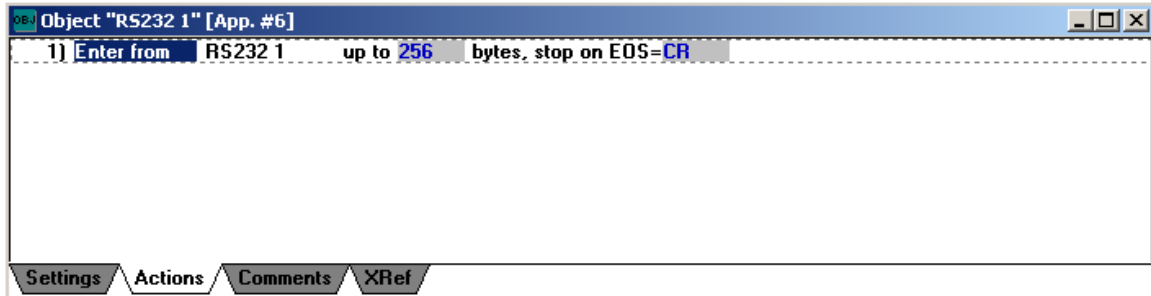 OBJ Object "RS232 1" [App. #6]
1) Enter from RS232 1 up to 256 bytes, stop on EOS=CR
Settings Actions Comments XRef